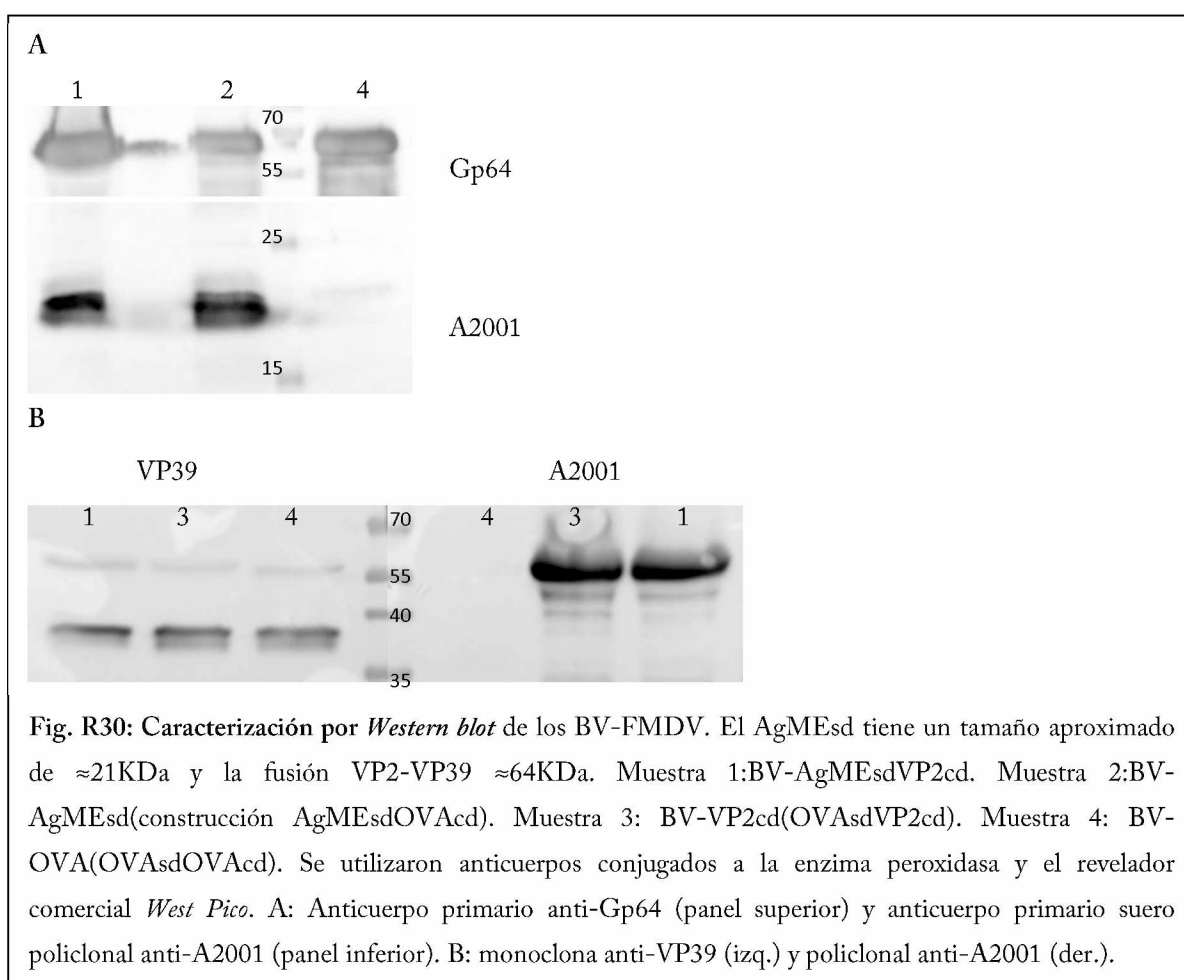 A
1 2 4
70
55
Gp64
25
A2001
15
B
VP39 A2001
1 3 4 70 4 3 1
55
40
35
Fig. R30: Caracterización por Western blot de los BV-FMDV. El AgMEsd tiene un tamaño aproximado
de ≈21KDa y la fusión VP2-VP39 ≈64KDa. Muestra 1:BV-AgMEsdVP2cd. Muestra 2:BV-
AgMEsd(construcción AgMEsdOVAcd). Muestra 3: BV-VP2cd(OVAsdVP2cd). Muestra 4: BV-
OVA(OVAsdOVAcd). Se utilizaron anticuerpos conjugados a la enzima peroxidasa y el revelador
comercial West Pico. A: Anticuerpo primario anti-Gp64 (panel superior) y anticuerpo primario suero
policlonal anti-A2001 (panel inferior). B: monoclona anti-VP39 (izq.) y policlonal anti-A2001 (der.).